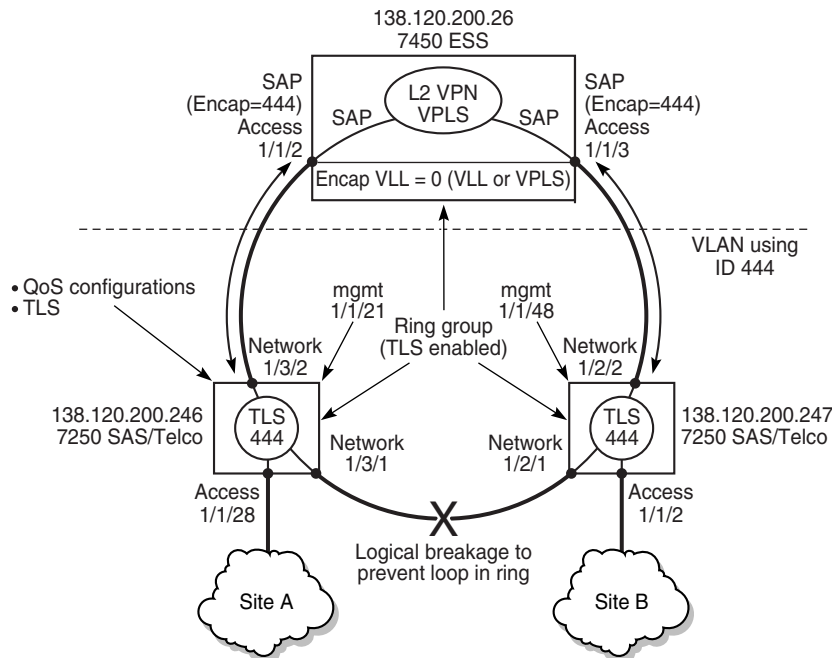 138.120.200.26
7450 ESS
SAP
(Encap=444)
Access
1/1/2
SAP
L2 VPN
VPLS
SAP
SAP
(Encap=444)
Access
1/1/3
Encap VLL = 0 (VLL or VPLS)
VLAN using
ID 444
• QoS configurations
• TLS
mgmt
1/1/21
Ring group
(TLS enabled)
mgmt
1/1/48
Network
1/3/2
Network
1/2/2
138.120.200.246
7250 SAS/Telco
TLS
444
Network
1/3/1
Network
1/2/1
TLS
444
138.120.200.247
7250 SAS/Telco
Access
1/1/28
X
Access
1/1/2
Logical breakage to
prevent loop in ring
Site A
Site B